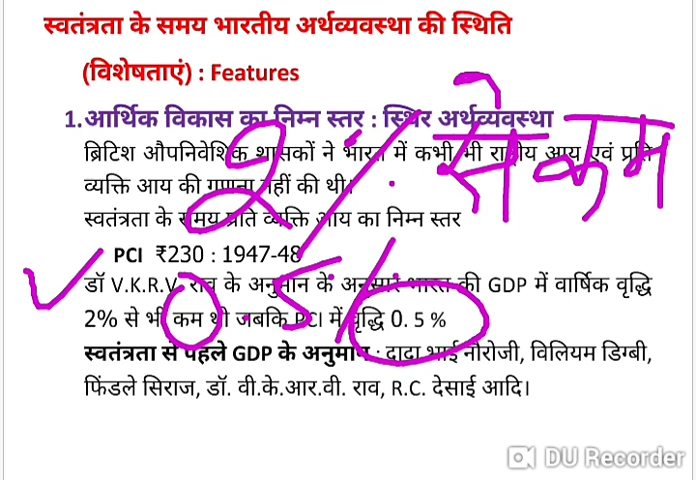 स्वतंत्रता के समय भारतीय अर्थव्यवस्था की स्थिति
(विशेषताएं) : Features
1.आर्थिक विकास का निम्न स्तर : स्थिर अर्थव्यवस्था
ब्रिटिश औपनिवेशिक शासकों ने भारत में कभी भी राष्ट्रीय आय एवं प्रति
व्यक्ति आय की गणना नहीं की थी।
स्वतंत्रता के समय प्रति व्यक्ति आय का निम्न स्तर
2% से कम
PCI ₹230 : 1947-48
डॉ V.K.R.V. राव के अनुमान के अनुसार भारत की GDP में वार्षिक वृद्धि
0.5%
2% से भी कम थी जबकि PCI में वृद्धि 0.5%
स्वतंत्रता से पहले GDP के अनुमान : दादा भाई नौरोजी, विलियम डिग्बी,
फिंडले सिराज, डॉ. वी.के.आर.वी. राव, R.C. देसाई आदि।
DU Recorder